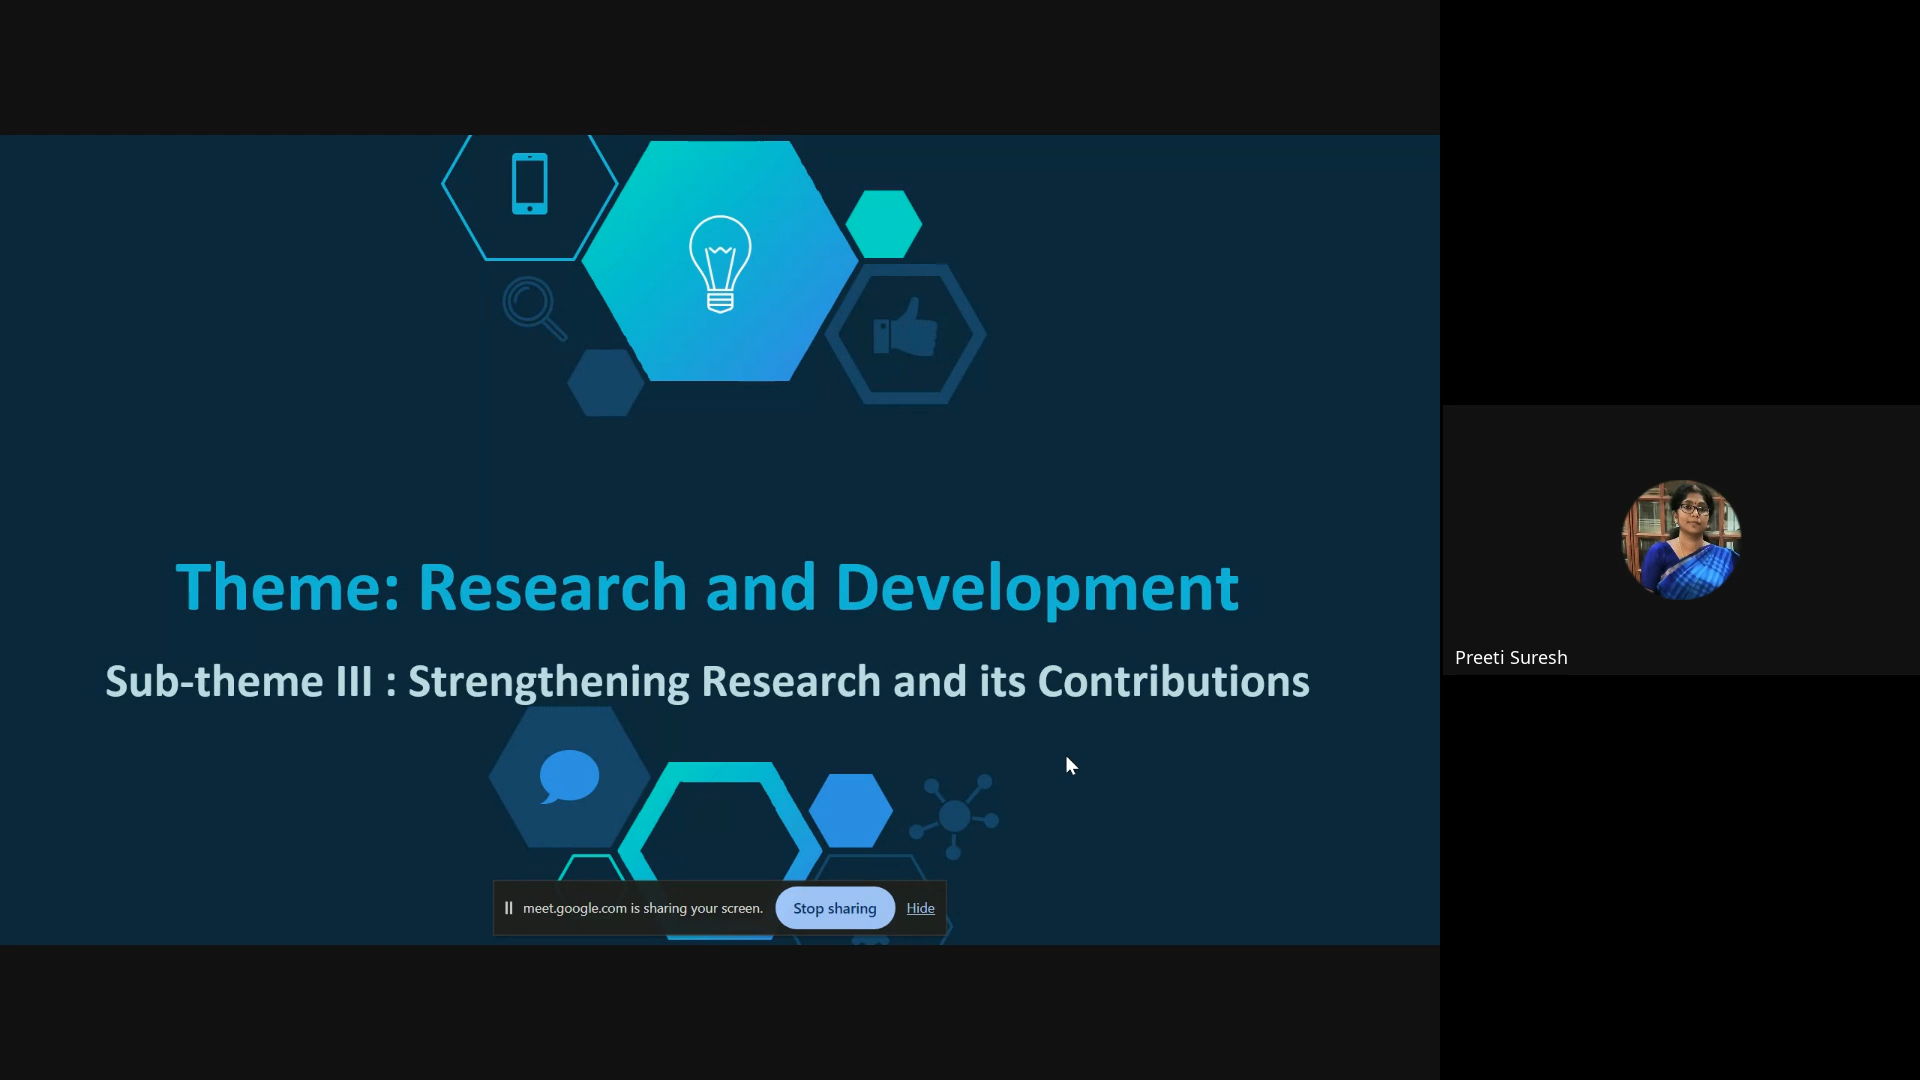 Theme: Research and Development
Sub-theme III : Strengthening Research and its Contributions
meet.google.com is sharing your screen. Stop sharing Hide
Preeti Suresh